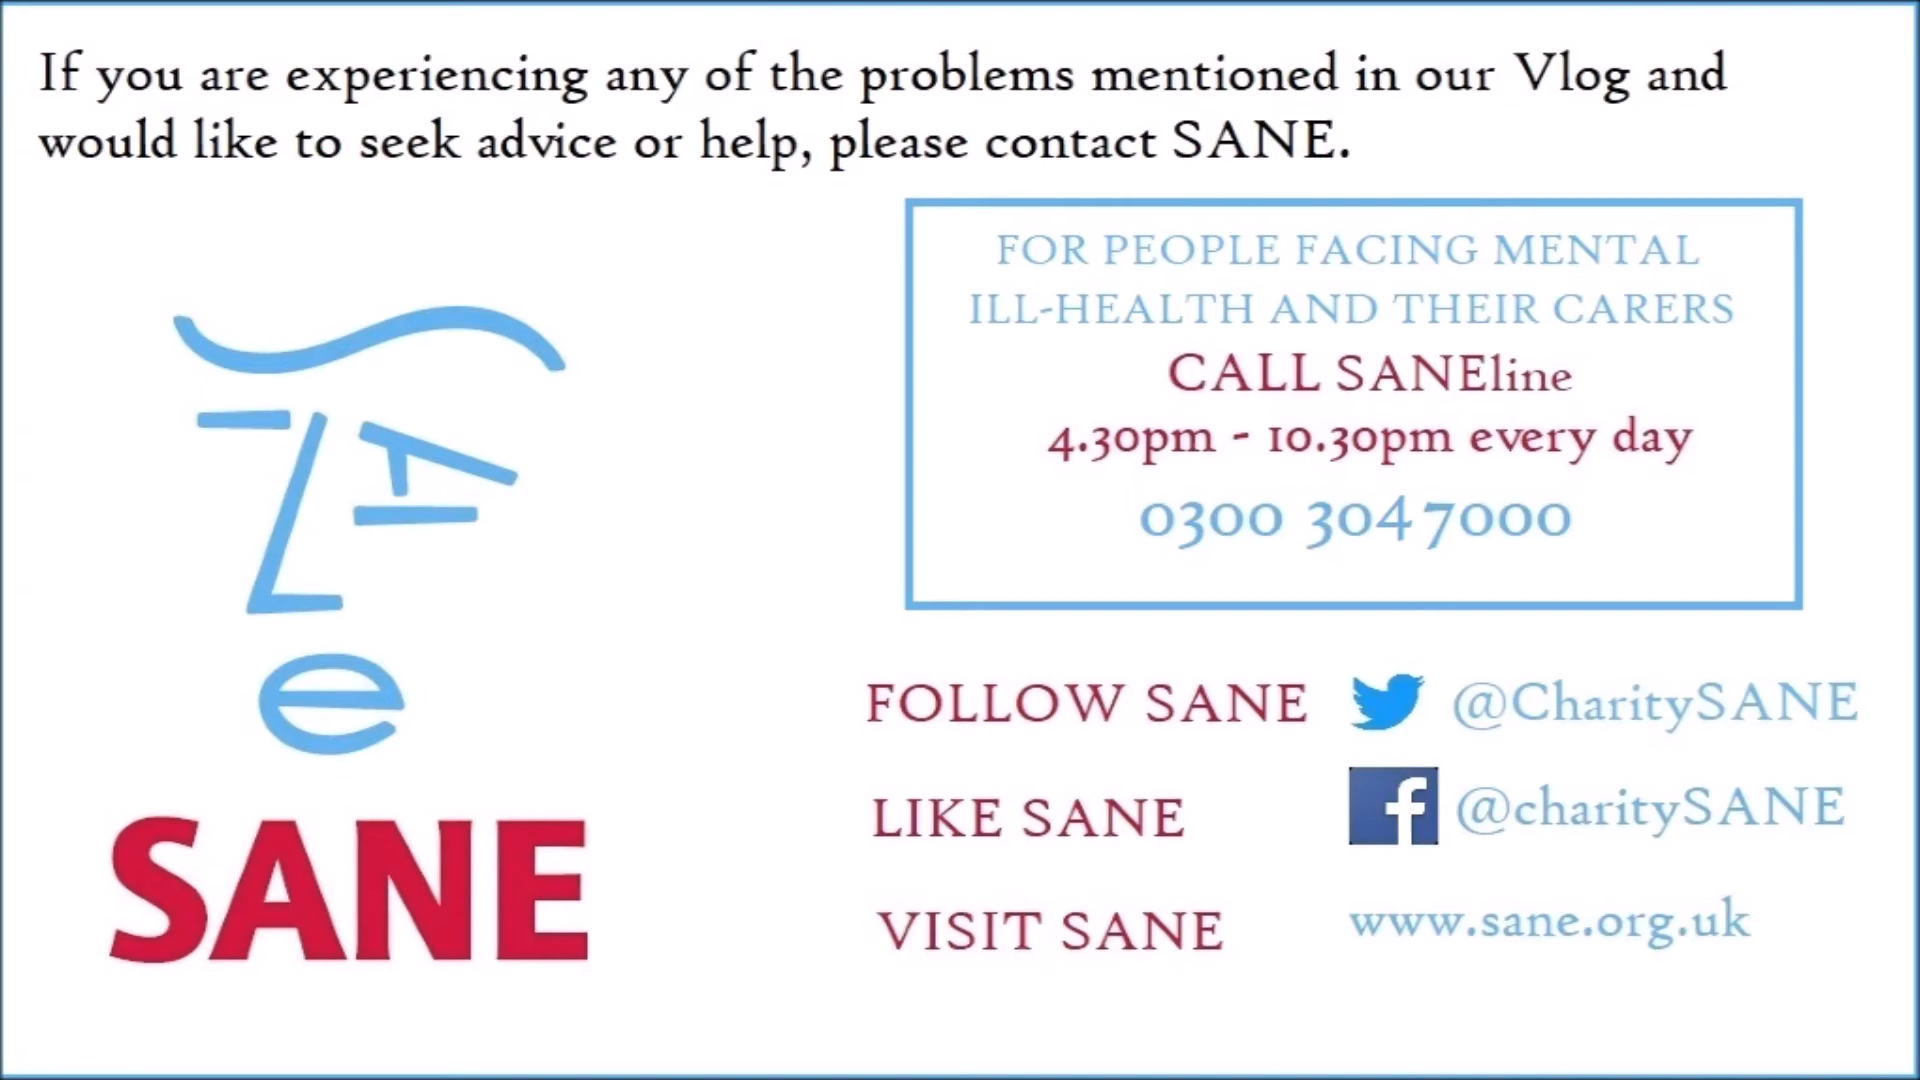 If you are experiencing any of the problems mentioned in our Vlog and
would like to seek advice or help, please contact SANE.
FOR PEOPLE FACING MENTAL
ILL-HEALTH AND THEIR CARERS
CALL SANEline
4.30pm - 10.30pm every day
0300 304 7000
SANE
FOLLOW SANE @CharitySANE
LIKE SANE @charitySANE
VISIT SANE www.sane.org.uk